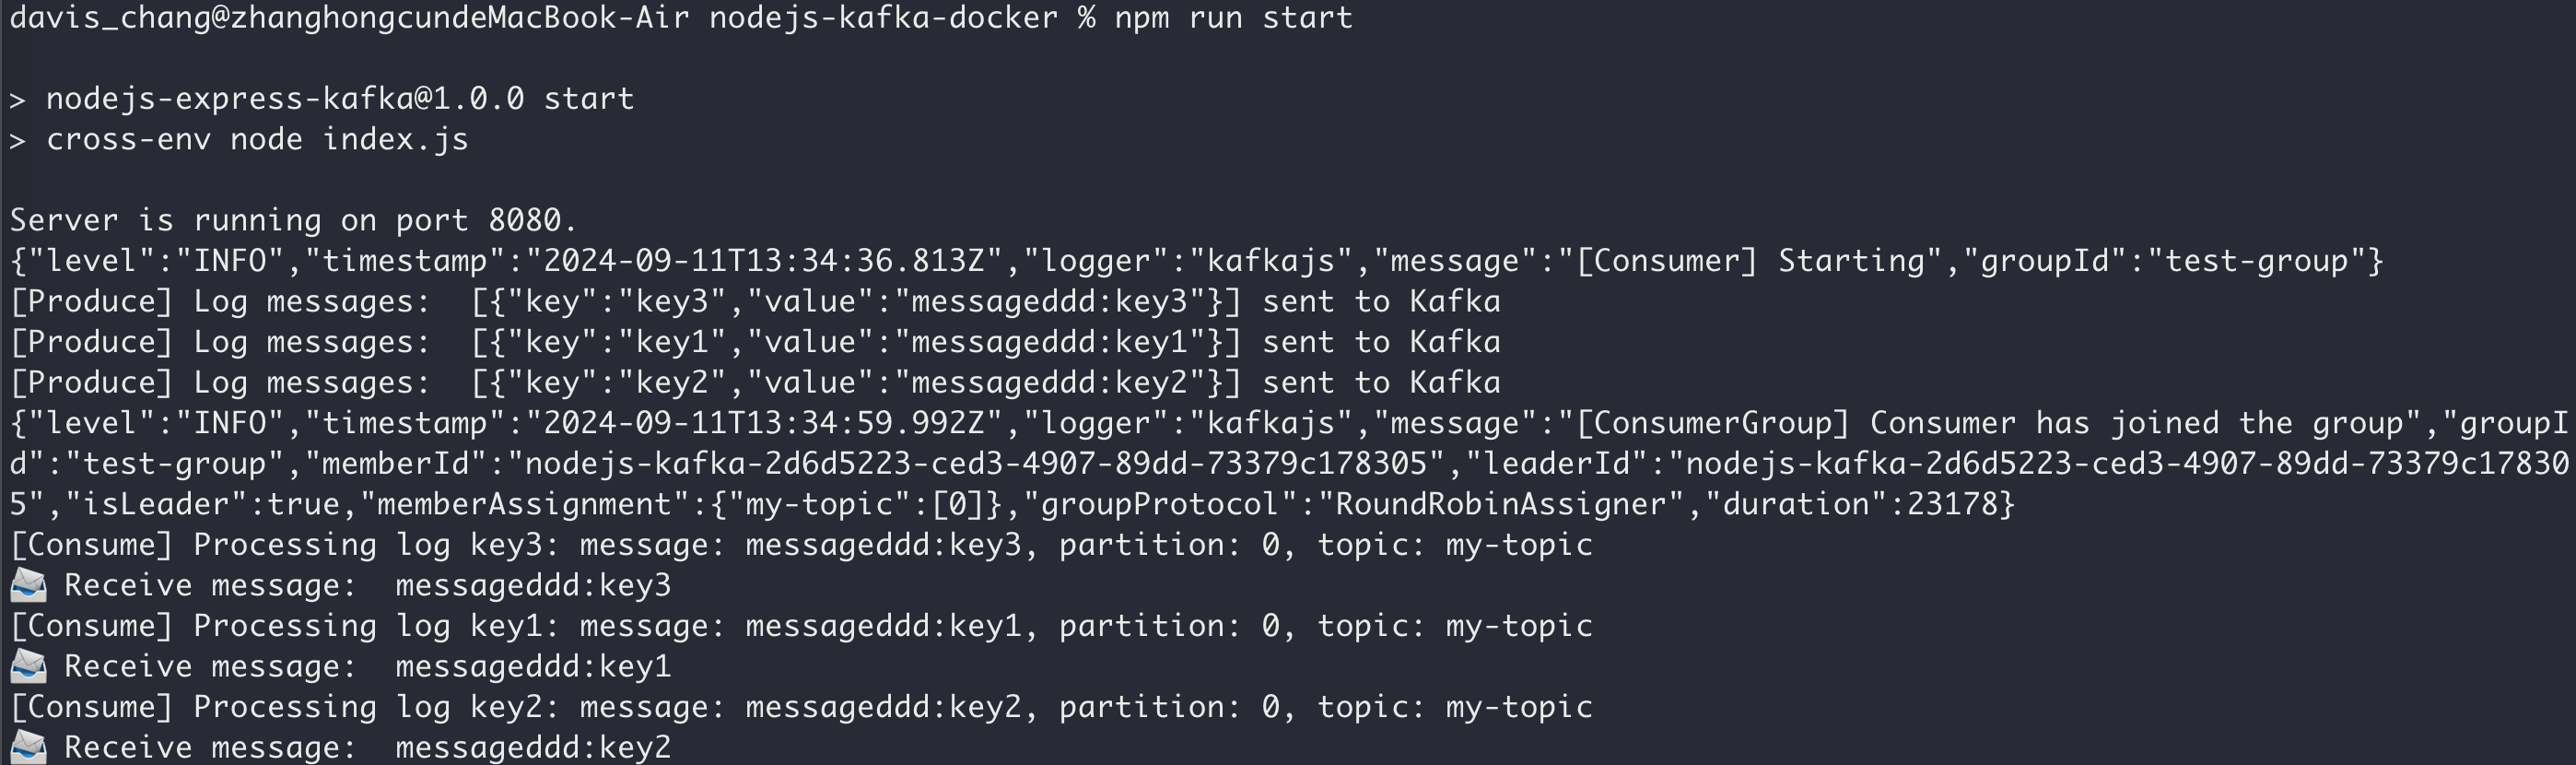 davis_chang@zhanghongcundeMacBook-Air nodejs-kafka-docker % npm run start
> nodejs-express-kafka@1.0.0 start
> cross-env node index.js
Server is running on port 8080.
{"level":"INFO","timestamp":"2024-09-11T13:34:36.813Z","logger":"kafkajs","message":"[Consumer] Starting","groupId":"test-group"}
[Produce] Log messages:  [{"key":"key3","value":"messageddd:key3"}] sent to Kafka
[Produce] Log messages:  [{"key":"key1","value":"messageddd:key1"}] sent to Kafka
[Produce] Log messages:  [{"key":"key2","value":"messageddd:key2"}] sent to Kafka
{"level":"INFO","timestamp":"2024-09-11T13:34:59.992Z","logger":"kafkajs","message":"[ConsumerGroup] Consumer has joined the group","groupI
d":"test-group","memberId":"nodejs-kafka-2d6d5223-ced3-4907-89dd-73379c178305","leaderId":"nodejs-kafka-2d6d5223-ced3-4907-89dd-73379c17830
5","isLeader":true,"memberAssignment":{"my-topic":[0]},"groupProtocol":"RoundRobinAssigner","duration":23178}
[Consume] Processing log key3: message: messageddd:key3, partition: 0, topic: my-topic
📨 Receive message:  messageddd:key3
[Consume] Processing log key1: message: messageddd:key1, partition: 0, topic: my-topic
📨 Receive message:  messageddd:key1
[Consume] Processing log key2: message: messageddd:key2, partition: 0, topic: my-topic
📨 Receive message:  messageddd:key2